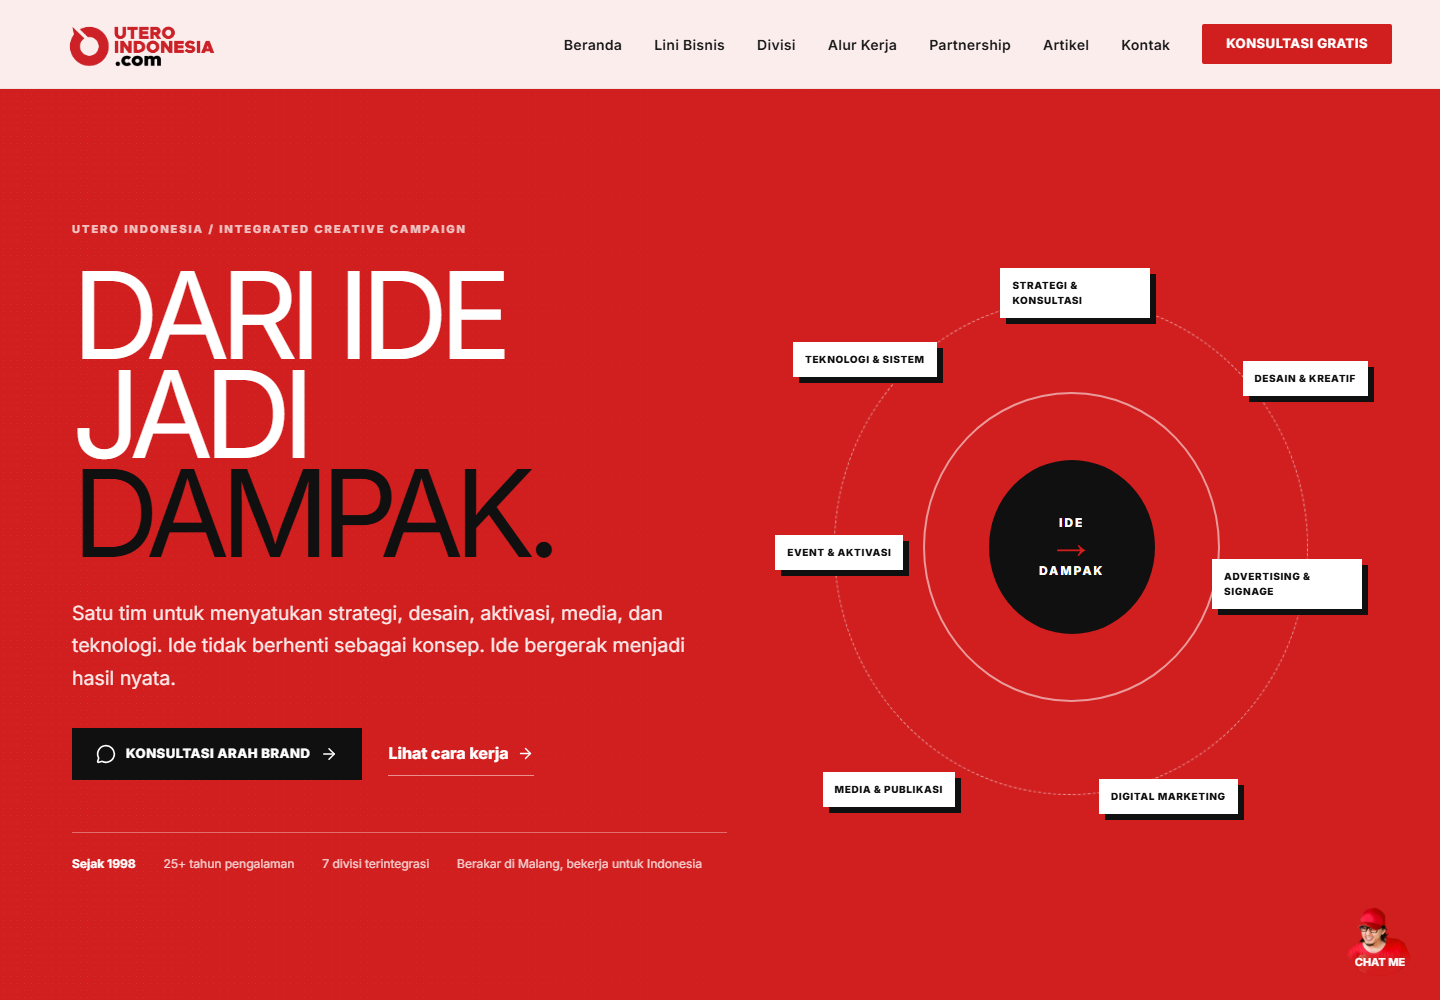 UTERO
INDONESIA
.com
Beranda
Lini Bisnis
Divisi
Alur Kerja
Partnership
Artikel
Kontak
KONSULTASI GRATIS
UTERO INDONESIA / INTEGRATED CREATIVE CAMPAIGN
DARI IDE
JADI
DAMPAK.
Satu tim untuk menyatukan strategi, desain, aktivasi, media, dan
teknologi. Ide tidak berhenti sebagai konsep. Ide bergerak menjadi
hasil nyata.
KONSULTASI ARAH BRAND →
Lihat cara kerja →
Sejak 1998
25+ tahun pengalaman
7 divisi terintegrasi
Berakar di Malang, bekerja untuk Indonesia
STRATEGI &
KONSULTASI
TEKNOLOGI & SISTEM
DESAIN & KREATIF
IDE
→
DAMPAK
EVENT & AKTIVASI
ADVERTISING &
SIGNAGE
MEDIA & PUBLIKASI
DIGITAL MARKETING
CHAT ME